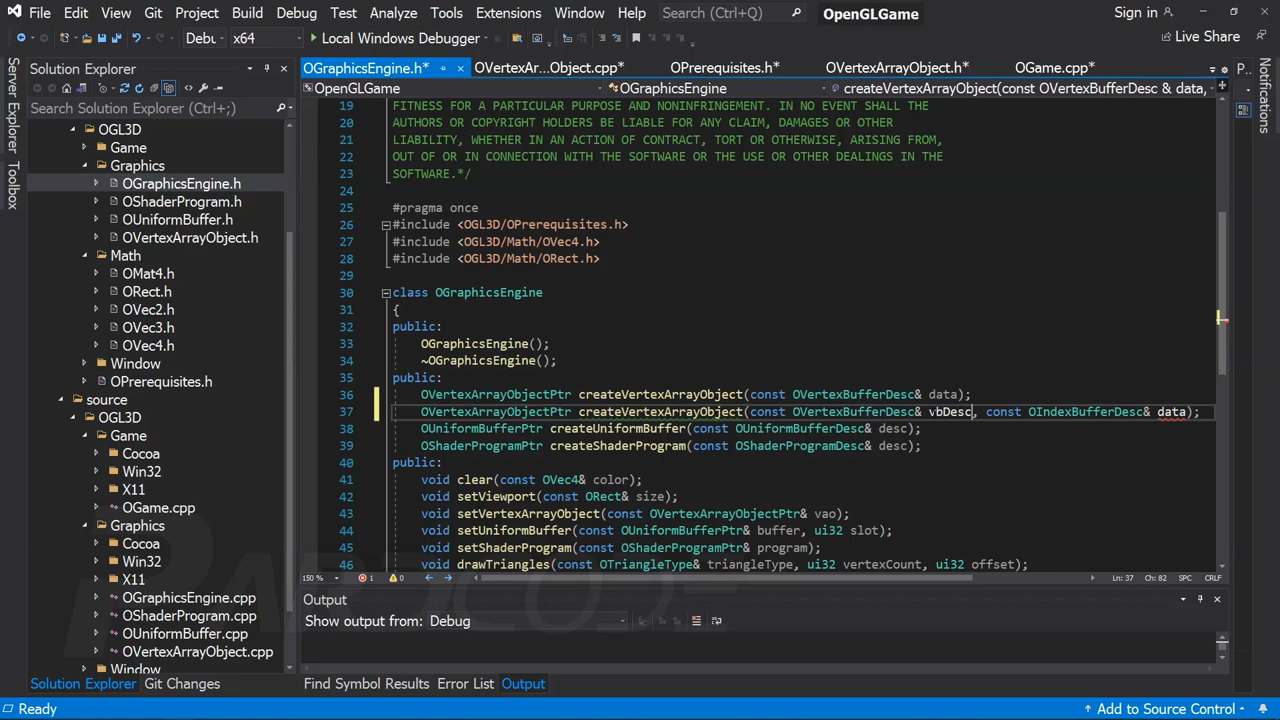 File Edit View Git Project Build Debug Test Analyze Tools Extensions Window Help Search (Ctrl+Q) OpenGLGame Sign in
Debu x64 Local Windows Debugger Live Share
Server Explorer
Toolbox
Solution Explorer
Search Solution Explorer (Ctrl+;)
OGL3D
Game
Graphics
OGraphicsEngine.h
OShaderProgram.h
OUniformBuffer.h
OVertexArrayObject.h
Math
OMat4.h
ORect.h
OVec2.h
OVec3.h
OVec4.h
Window
OPrerequisites.h
source
OGL3D
Game
Cocoa
Win32
X11
OGame.cpp
Graphics
Cocoa
Win32
X11
OGraphicsEngine.cpp
OShaderProgram.cpp
OUniformBuffer.cpp
OVertexArrayObject.cpp
Window
Solution Explorer Git Changes
OGraphicsEngine.h* OVertexAr...Object.cpp* OPrerequisites.h* OVertexArrayObject.h* OGame.cpp* P...
Notifications
OpenGLGame OGraphicsEngine createVertexArrayObject(const OVertexBufferDesc & data,
19 FITNESS FOR A PARTICULAR PURPOSE AND NONINFRINGEMENT. IN NO EVENT SHALL THE
20 AUTHORS OR COPYRIGHT HOLDERS BE LIABLE FOR ANY CLAIM, DAMAGES OR OTHER
21 LIABILITY, WHETHER IN AN ACTION OF CONTRACT, TORT OR OTHERWISE, ARISING FROM,
22 OUT OF OR IN CONNECTION WITH THE SOFTWARE OR THE USE OR OTHER DEALINGS IN THE
23 SOFTWARE.*/
24
25 #pragma once
26 #include <OGL3D/OPrerequisites.h>
27 #include <OGL3D/Math/OVec4.h>
28 #include <OGL3D/Math/ORect.h>
29
30 class OGraphicsEngine
31 {
32 public:
33 OGraphicsEngine();
34 ~OGraphicsEngine();
35 public:
36 OVertexArrayObjectPtr createVertexArrayObject(const OVertexBufferDesc& data);
37 OVertexArrayObjectPtr createVertexArrayObject(const OVertexBufferDesc& vbDesc, const OIndexBufferDesc& data);
38 OUniformBufferPtr createUniformBuffer(const OUniformBufferDesc& desc);
39 OShaderProgramPtr createShaderProgram(const OShaderProgramDesc& desc);
40 public:
41 void clear(const OVec4& color);
42 void setViewport(const ORect& size);
43 void setVertexArrayObject(const OVertexArrayObjectPtr& vao);
44 void setUniformBuffer(const OUniformBufferPtr& buffer, ui32 slot);
45 void setShaderProgram(const OShaderProgramPtr& program);
46 void drawTriangles(const OTriangleType& triangleType, ui32 vertexCount, ui32 offset);
150 % 1 0 Ln: 37 Ch: 82 SPC CRLF
Output
Show output from: Debug
PARDCODE
Find Symbol Results Error List Output
Ready Add to Source Control